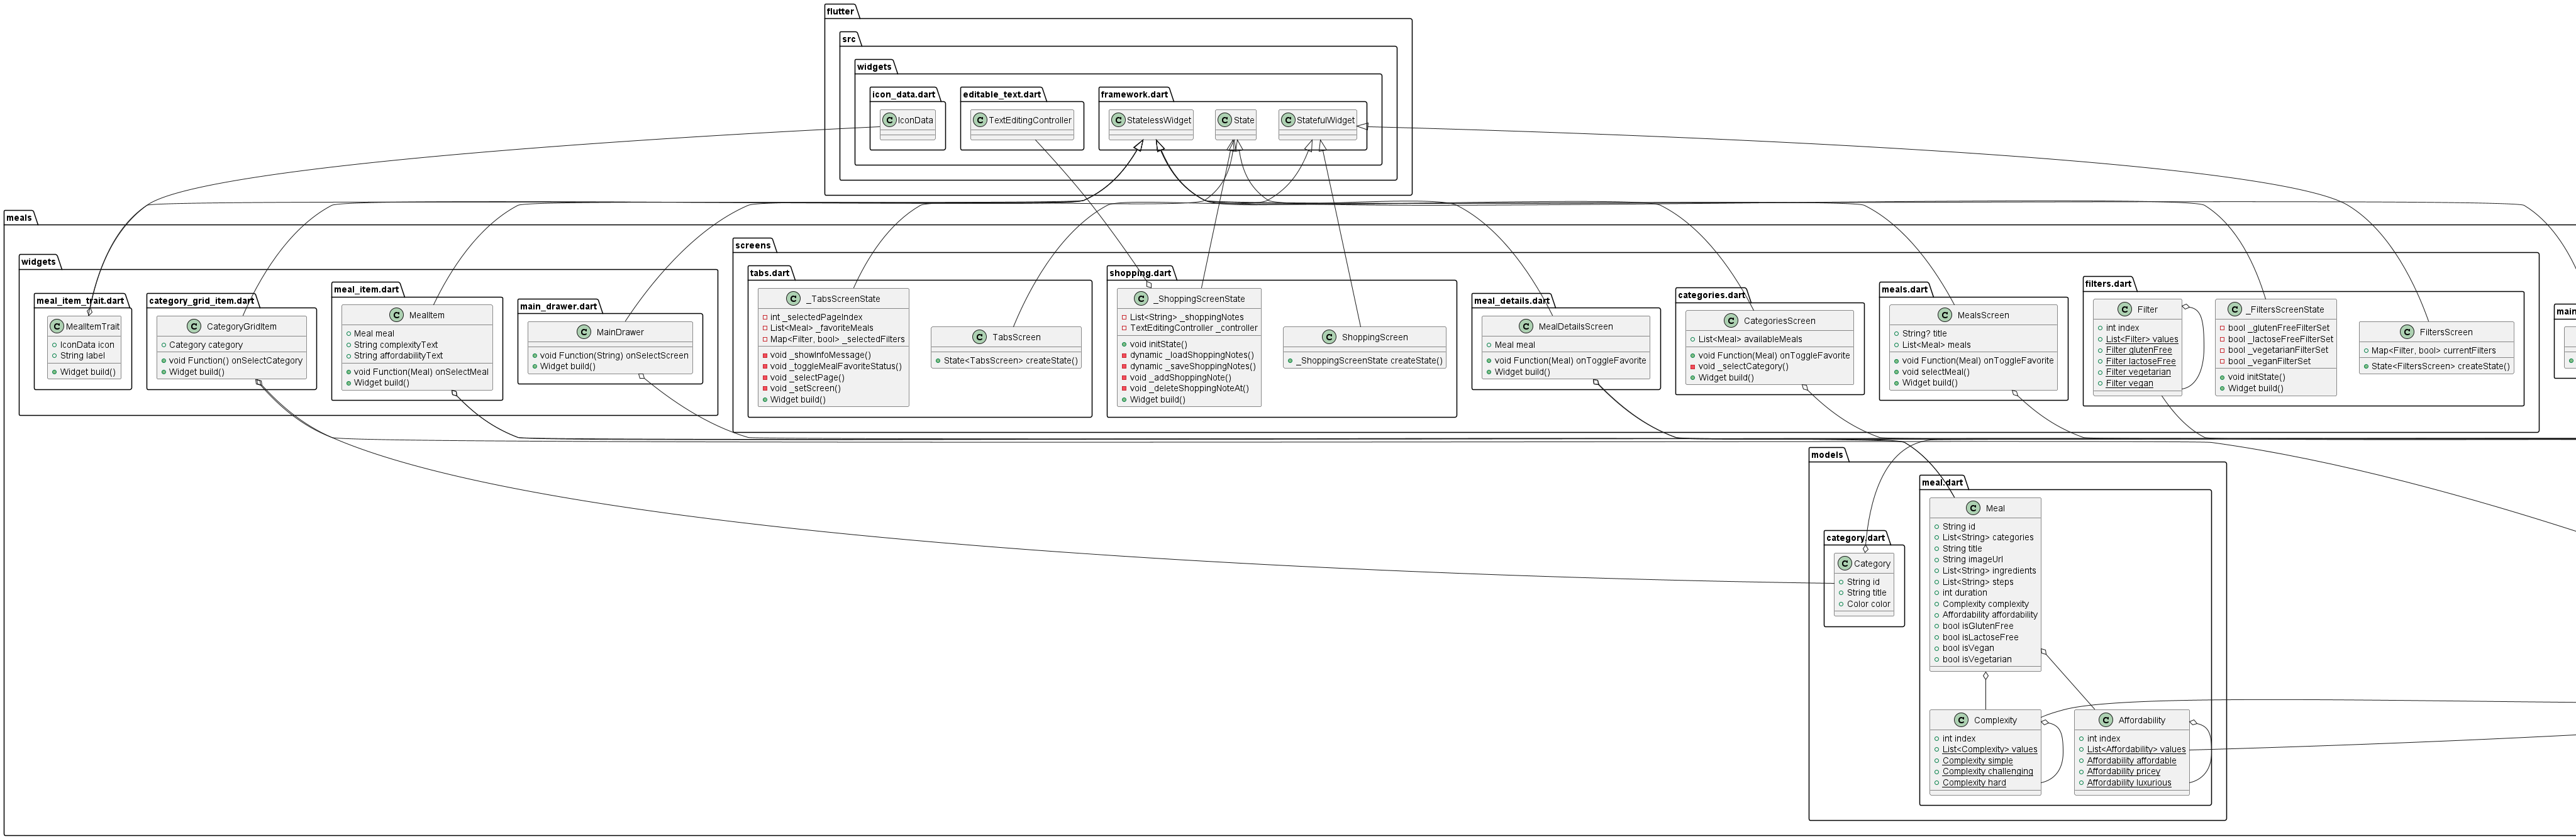 flutter
src
widgets
icon_data.dart
C IconData
editable_text.dart
C TextEditingController
framework.dart
C StatelessWidget
C State
C StatefulWidget
meals
widgets
meal_item_trait.dart
C MealItemTrait
IconData icon
String label
Widget build()
category_grid_item.dart
C CategoryGridItem
Category category
void Function() onSelectCategory
Widget build()
meal_item.dart
C MealItem
Meal meal
String complexityText
String affordabilityText
void Function(Meal) onSelectMeal
Widget build()
main_drawer.dart
C MainDrawer
void Function(String) onSelectScreen
Widget build()
screens
tabs.dart
C _TabsScreenState
int _selectedPageIndex
List<Meal> _favoriteMeals
Map<Filter, bool> _selectedFilters
void _showInfoMessage()
void _toggleMealFavoriteStatus()
void _selectPage()
void _setScreen()
Widget build()
C TabsScreen
State<TabsScreen> createState()
shopping.dart
C _ShoppingScreenState
List<String> _shoppingNotes
TextEditingController _controller
void initState()
dynamic _loadShoppingNotes()
dynamic _saveShoppingNotes()
void _addShoppingNote()
void _deleteShoppingNoteAt()
Widget build()
C ShoppingScreen
_ShoppingScreenState createState()
meal_details.dart
C MealDetailsScreen
Meal meal
void Function(Meal) onToggleFavorite
Widget build()
categories.dart
C CategoriesScreen
List<Meal> availableMeals
void Function(Meal) onToggleFavorite
void _selectCategory()
Widget build()
meals.dart
C MealsScreen
String? title
List<Meal> meals
void Function(Meal) onToggleFavorite
void selectMeal()
Widget build()
filters.dart
C Filter
int index
List<Filter> values
Filter glutenFree
Filter lactoseFree
Filter vegetarian
Filter vegan
C _FiltersScreenState
bool _glutenFreeFilterSet
bool _lactoseFreeFilterSet
bool _vegetarianFilterSet
bool _veganFilterSet
void initState()
Widget build()
C FiltersScreen
Map<Filter, bool> currentFilters
State<FiltersScreen> createState()
main
models
category.dart
C Category
String id
String title
Color color
meal.dart
C Meal
String id
List<String> categories
String title
String imageUrl
List<String> ingredients
List<String> steps
int duration
Complexity complexity
Affordability affordability
bool isGlutenFree
bool isLactoseFree
bool isVegan
bool isVegetarian
C Complexity
int index
List<Complexity> values
Complexity simple
Complexity challenging
Complexity hard
C Affordability
int index
List<Affordability> values
Affordability affordable
Affordability pricey
Affordability luxurious